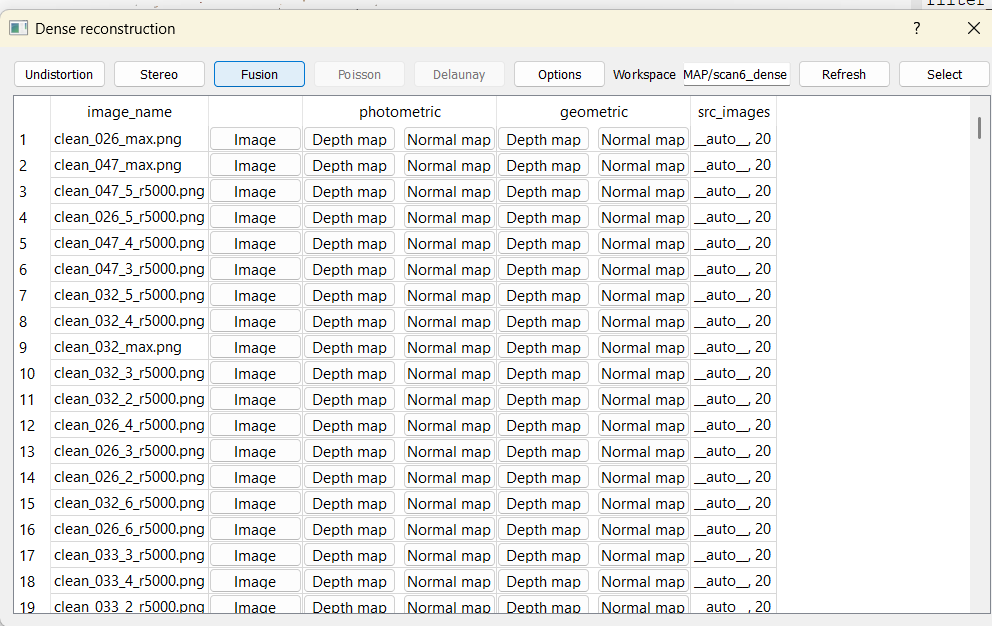 filter_
Dense reconstruction ?
Undistortion Stereo Fusion Poisson Delaunay Options Workspace MAP/scan6_dense Refresh Select
image_name photometric geometric src_images
1 clean_026_max.png Image Depth map Normal map Depth map Normal map __auto__, 20
2 clean_047_max.png Image Depth map Normal map Depth map Normal map __auto__, 20
3 clean_047_5_r5000.png Image Depth map Normal map Depth map Normal map __auto__, 20
4 clean_026_5_r5000.png Image Depth map Normal map Depth map Normal map __auto__, 20
5 clean_047_4_r5000.png Image Depth map Normal map Depth map Normal map __auto__, 20
6 clean_047_3_r5000.png Image Depth map Normal map Depth map Normal map __auto__, 20
7 clean_032_5_r5000.png Image Depth map Normal map Depth map Normal map __auto__, 20
8 clean_032_4_r5000.png Image Depth map Normal map Depth map Normal map __auto__, 20
9 clean_032_max.png Image Depth map Normal map Depth map Normal map __auto__, 20
10 clean_032_3_r5000.png Image Depth map Normal map Depth map Normal map __auto__, 20
11 clean_032_2_r5000.png Image Depth map Normal map Depth map Normal map __auto__, 20
12 clean_026_4_r5000.png Image Depth map Normal map Depth map Normal map __auto__, 20
13 clean_026_3_r5000.png Image Depth map Normal map Depth map Normal map __auto__, 20
14 clean_026_2_r5000.png Image Depth map Normal map Depth map Normal map __auto__, 20
15 clean_032_6_r5000.png Image Depth map Normal map Depth map Normal map __auto__, 20
16 clean_026_6_r5000.png Image Depth map Normal map Depth map Normal map __auto__, 20
17 clean_033_3_r5000.png Image Depth map Normal map Depth map Normal map __auto__, 20
18 clean_033_4_r5000.png Image Depth map Normal map Depth map Normal map __auto__, 20
19 clean_033_2_r5000.png Image Depth map Normal map Depth map Normal map __auto__, 20